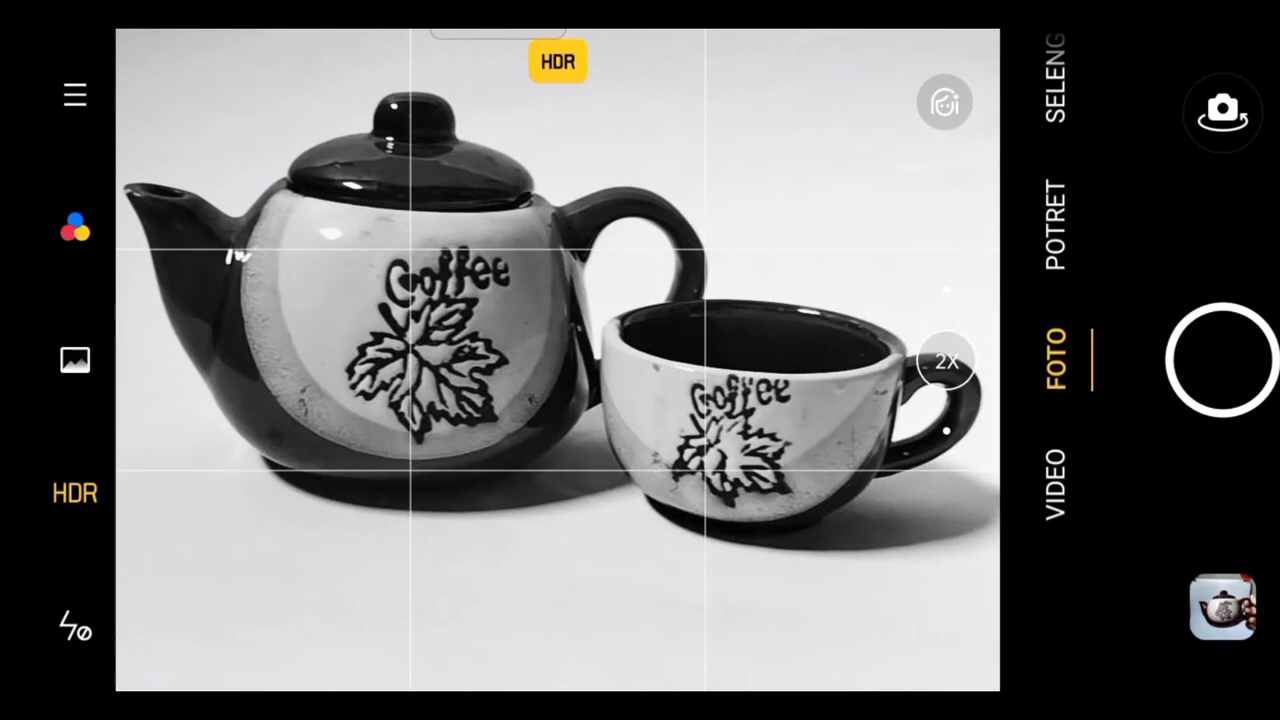 HDR
SELENG
POTRET
FOTO
VIDEO
2X
HDR
Coffee
Coffee